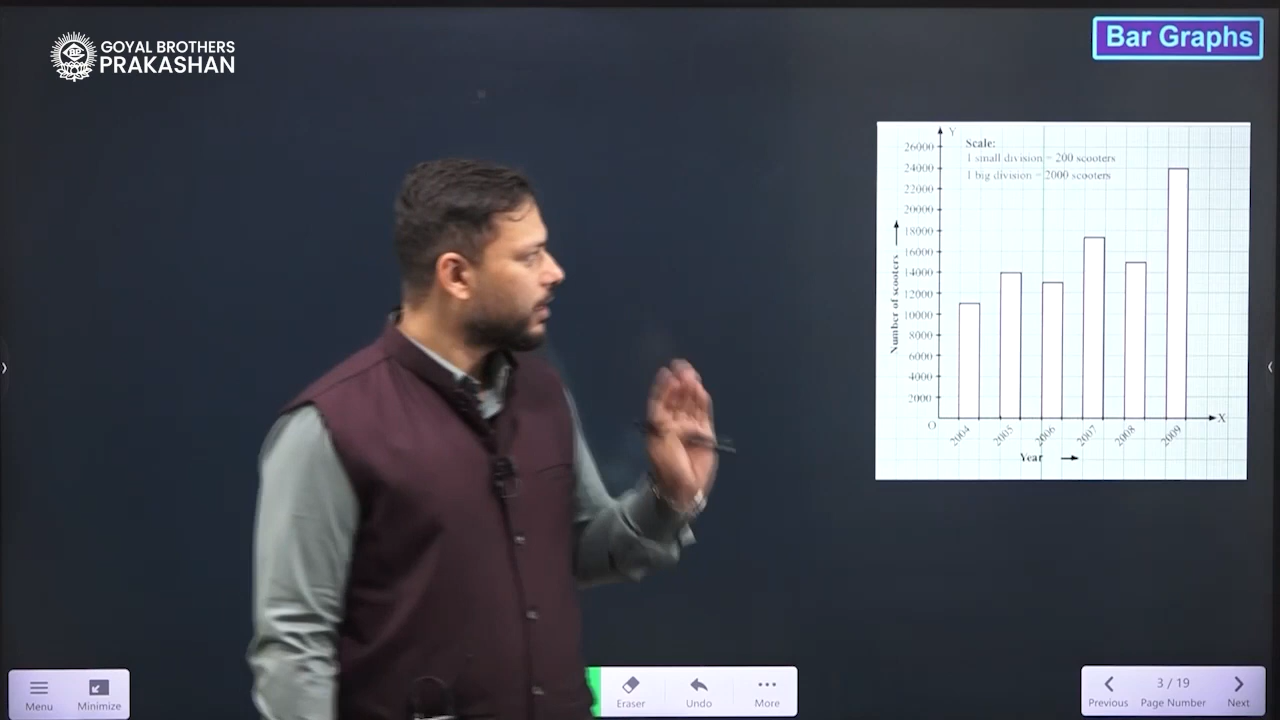 GOYAL BROTHERS
PRAKASHAN
Bar Graphs
Y
Scale:
1 small division = 200 scooters
1 big division = 2000 scooters
26000
24000
22000
20000
18000
16000
14000
12000
10000
8000
6000
4000
2000
O
X
Number of scooters
2004
2005
2006
2007
2008
2009
Year
Menu
Minimize
Eraser
Undo
More
3 / 19
Previous
Page Number
Next